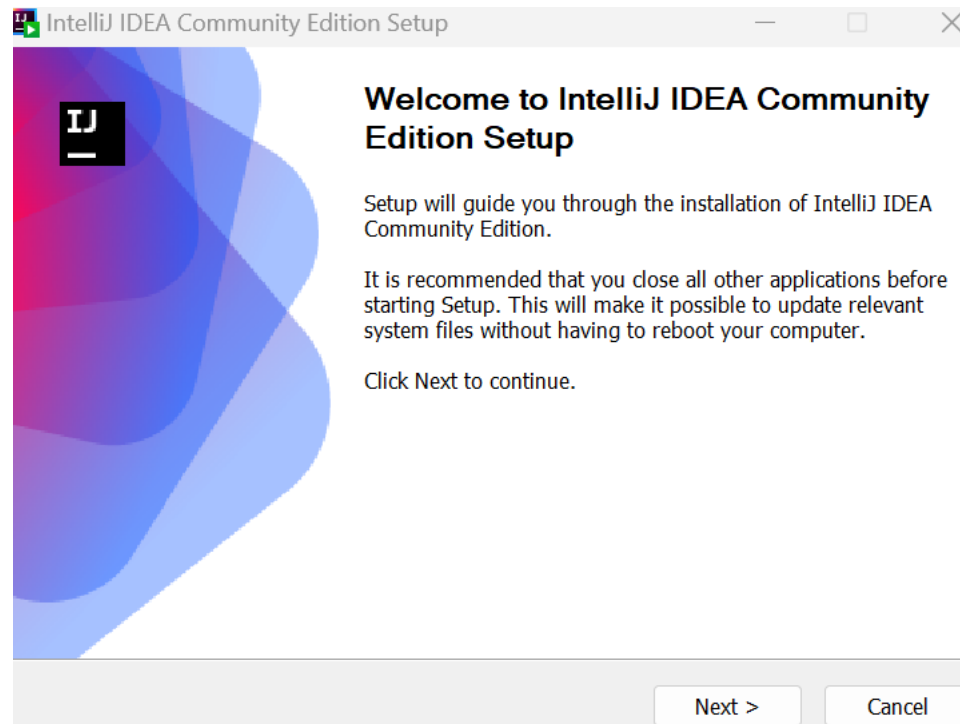 IntelliJ IDEA Community Edition Setup
IJ
Welcome to IntelliJ IDEA Community
Edition Setup
Setup will guide you through the installation of IntelliJ IDEA
Community Edition.
It is recommended that you close all other applications before
starting Setup. This will make it possible to update relevant
system files without having to reboot your computer.
Click Next to continue.
Next >
Cancel